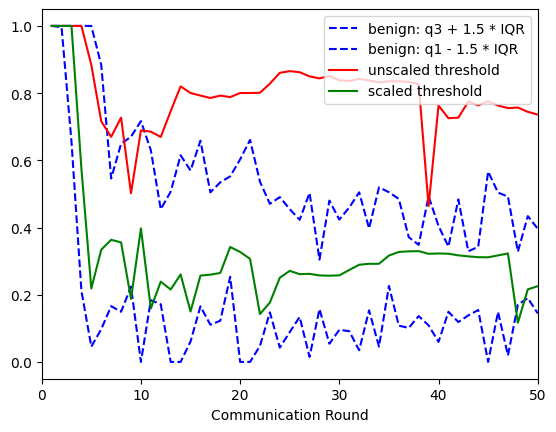 1.0
0.8
0.6
0.4
0.2
0.0
benign: q3 + 1.5 * IQR
benign: q1 - 1.5 * IQR
unscaled threshold
scaled threshold
0 10 20 30 40 50
Communication Round